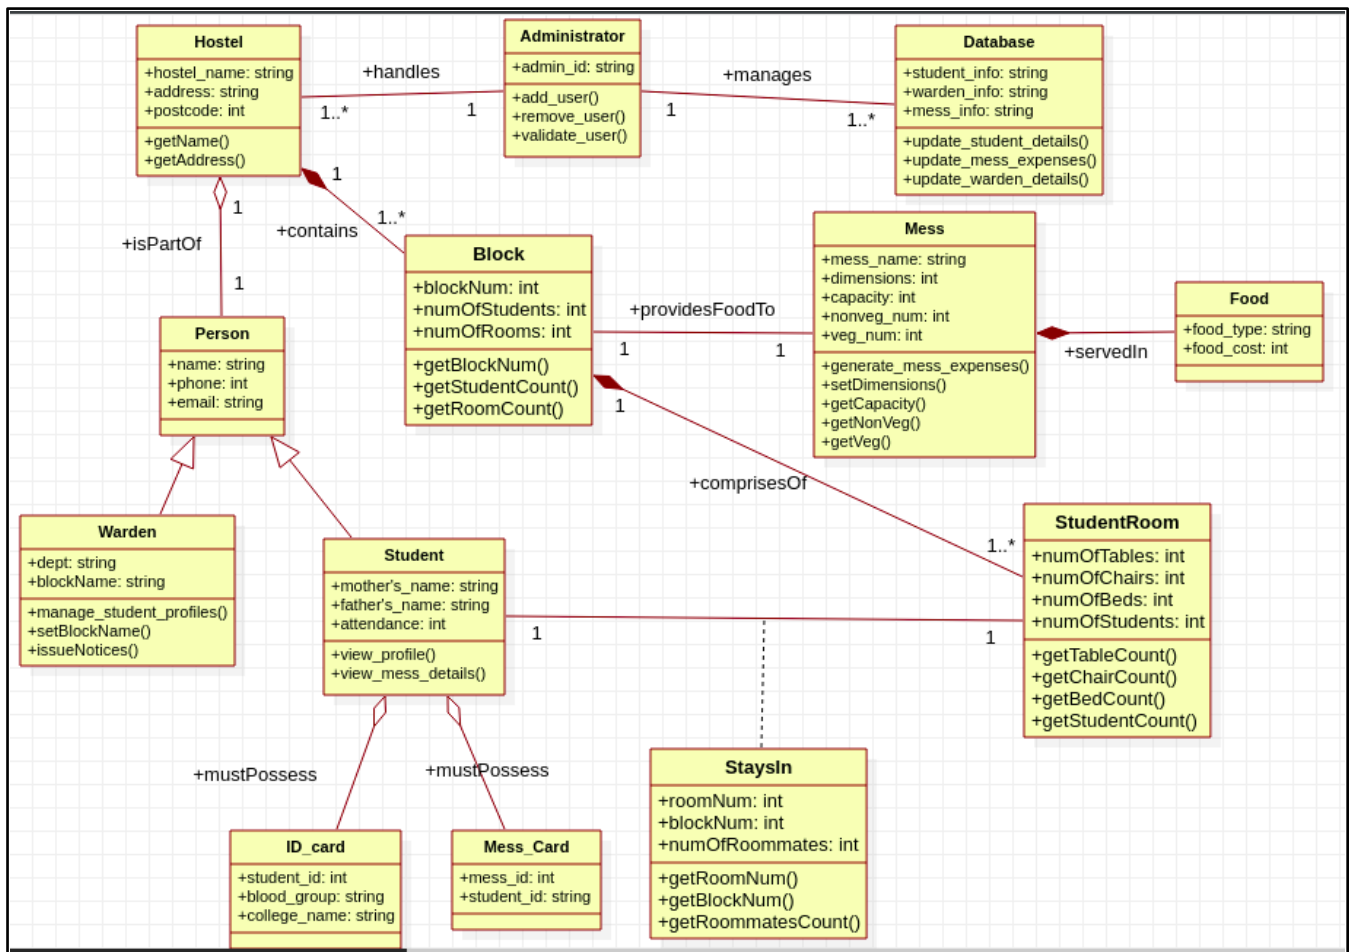 Hostel
+hostel_name: string
+address: string
+postcode: int
+getName()
+getAddress()
+handles
1..*
1
Administrator
+admin_id: string
+add_user()
+remove_user()
+validate_user()
+manages
1
1..*
Database
+student_info: string
+warden_info: string
+mess_info: string
+update_student_details()
+update_mess_expenses()
+update_warden_details()
1
+isPartOf
1
1
1..*
+contains
Block
+blockNum: int
+numOfStudents: int
+numOfRooms: int
+getBlockNum()
+getStudentCount()
+getRoomCount()
+providesFoodTo
1
1
Mess
+mess_name: string
+dimensions: int
+capacity: int
+nonveg_num: int
+veg_num: int
+generate_mess_expenses()
+setDimensions()
+getCapacity()
+getNonVeg()
+getVeg()
+servedIn
Food
+food_type: string
+food_cost: int
Person
+name: string
+phone: int
+email: string
1
+comprisesOf
1..*
Warden
+dept: string
+blockName: string
+manage_student_profiles()
+setBlockName()
+issueNotices()
Student
+mother's_name: string
+father's_name: string
+attendance: int
+view_profile()
+view_mess_details()
1
1
StudentRoom
+numOfTables: int
+numOfChairs: int
+numOfBeds: int
+numOfStudents: int
+getTableCount()
+getChairCount()
+getBedCount()
+getStudentCount()
+mustPossess
+mustPossess
ID_card
+student_id: int
+blood_group: string
+college_name: string
Mess_Card
+mess_id: int
+student_id: string
StaysIn
+roomNum: int
+blockNum: int
+numOfRoommates: int
+getRoomNum()
+getBlockNum()
+getRoommatesCount()